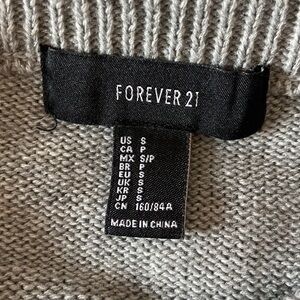 FOREVER 21
US S
CA P
MX S/P
BR P
EU S
UK S
KR S
JP S
CN 160/84A
MADE IN CHINA